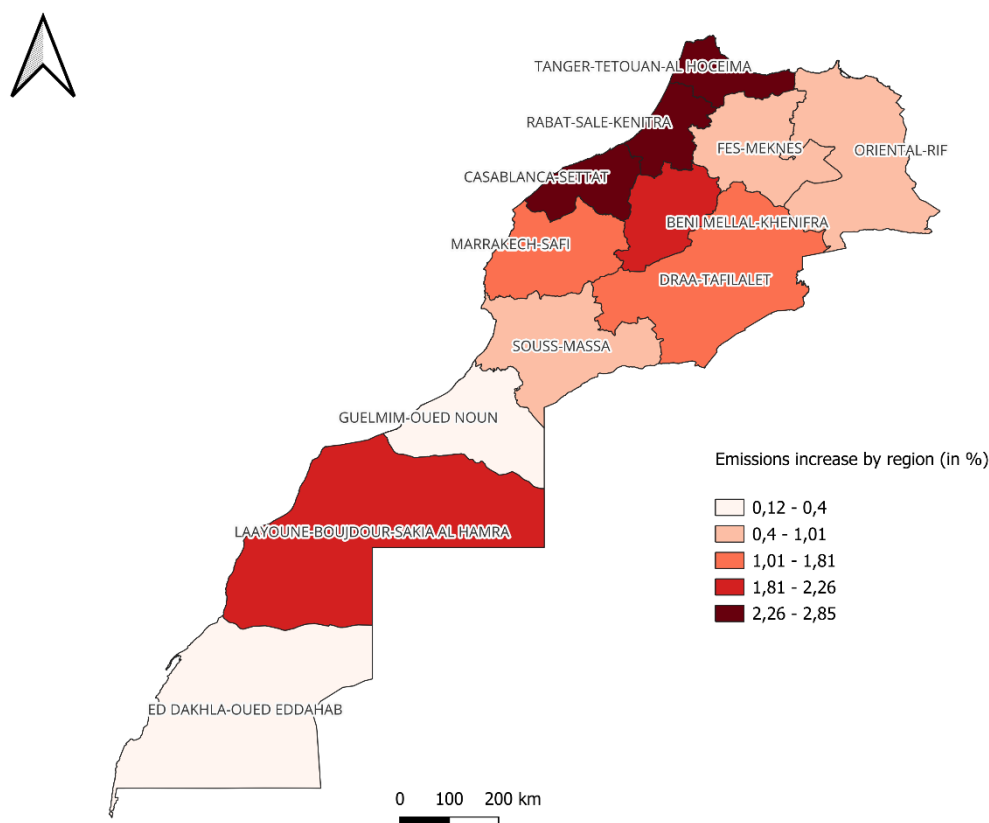 TANGER-TETOUAN-AL HOCEIMA
RABAT-SALE-KENITRA
FES-MEKNES
ORIENTAL-RIF
CASABLANCA-SETTAT
BENI MELLAL-KHENIFRA
MARRAKECH-SAFI
DRAA-TAFILALET
SOUSS-MASSA
GUELMIM-OUED NOUN
LAAYOUNE-BOUJDOUR-SAKIA AL HAMRA
ED DAKHLA-OUED EDDAHAB
Emissions increase by region (in %)
0,12 - 0,4
0,4 - 1,01
1,01 - 1,81
1,81 - 2,26
2,26 - 2,85
0 100 200 km